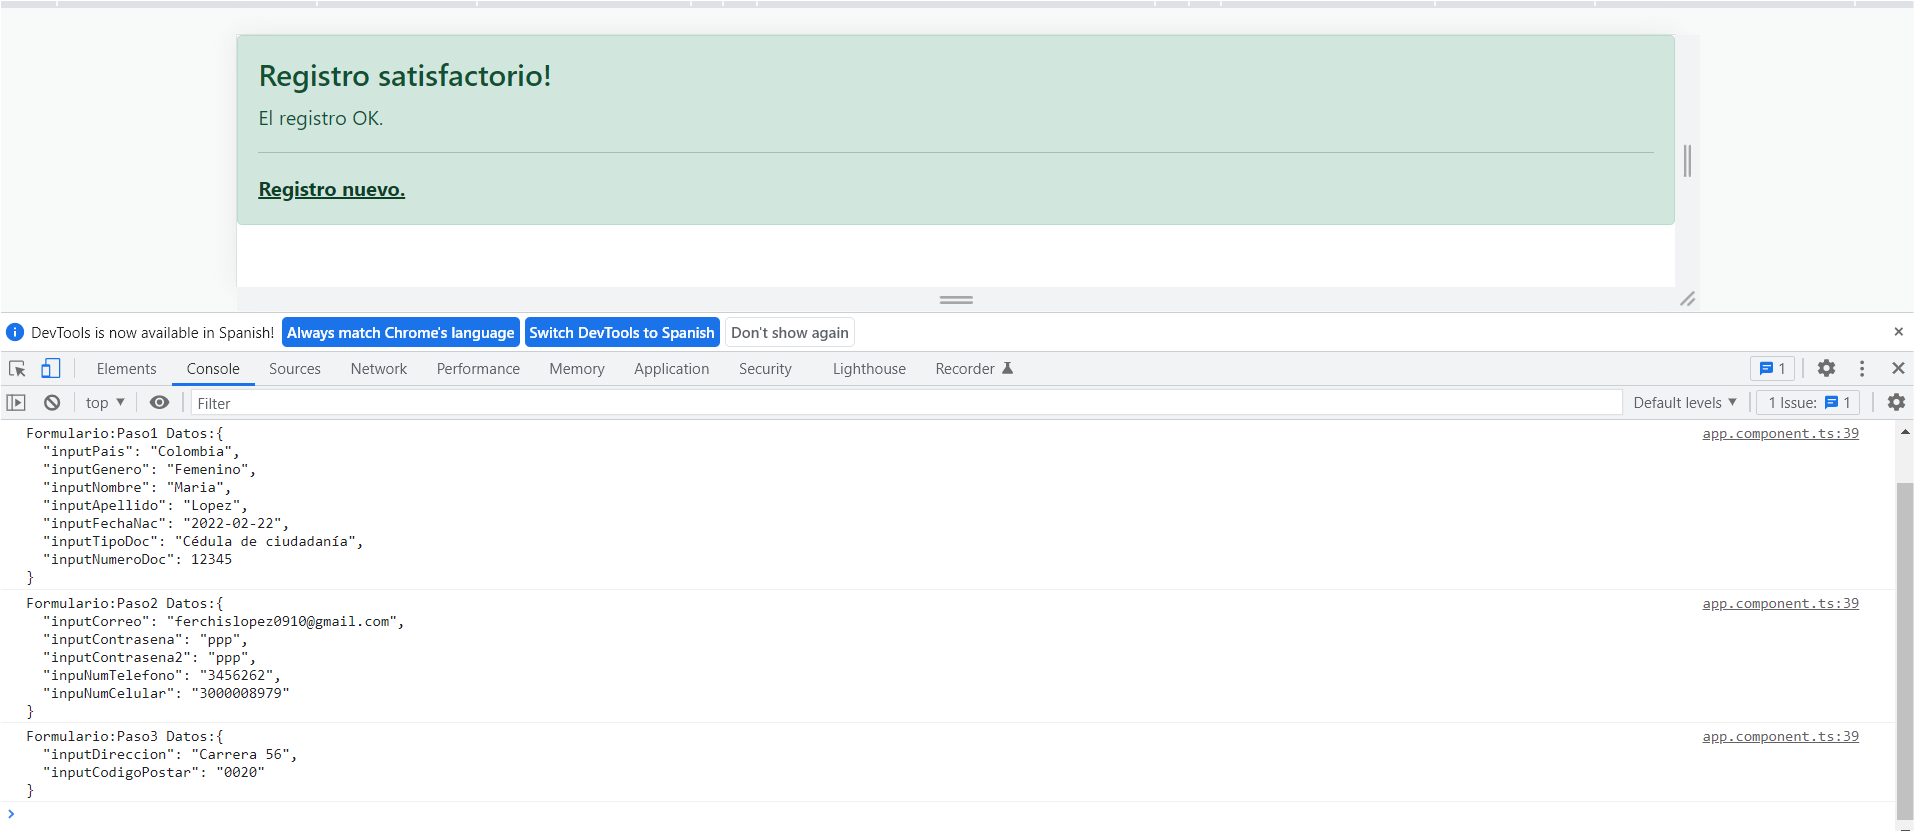 Registro satisfactorio!
El registro OK.
Registro nuevo.
DevTools is now available in Spanish! Always match Chrome's language Switch DevTools to Spanish Don't show again
Elements Console Sources Network Performance Memory Application Security Lighthouse Recorder 1
top Filter Default levels 1 Issue: 1
Formulario:Paso1 Datos:{ app.component.ts:39
"inputPais": "Colombia",
"inputGenero": "Femenino",
"inputNombre": "Maria",
"inputApellido": "Lopez",
"inputFechaNac": "2022-02-22",
"inputTipoDoc": "Cédula de ciudadanía",
"inputNumeroDoc": 12345
}
Formulario:Paso2 Datos:{ app.component.ts:39
"inputCorreo": "ferchislopez0910@gmail.com",
"inputContrasena": "ppp",
"inputContrasena2": "ppp",
"inpuNumTelefono": "3456262",
"inpuNumCelular": "3000008979"
}
Formulario:Paso3 Datos:{ app.component.ts:39
"inputDireccion": "Carrera 56",
"inputCodigoPostar": "0020"
}